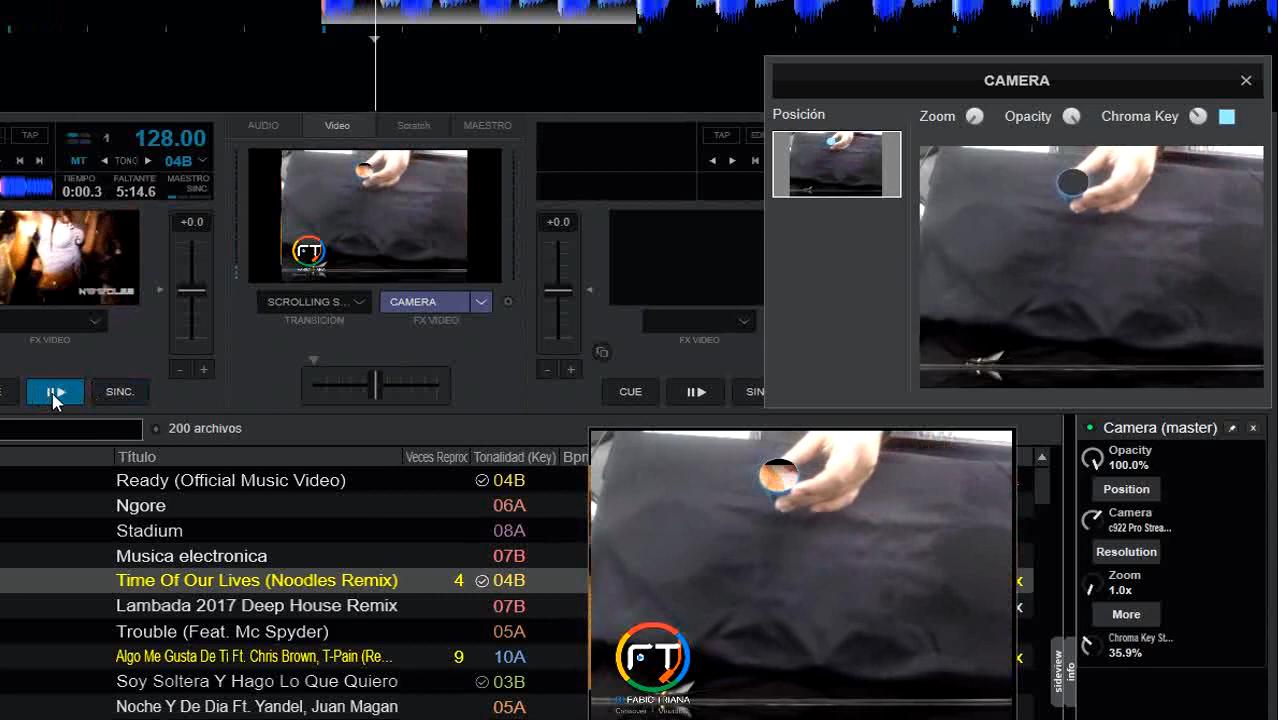 CAMERA
Posición
Zoom
Opacity
Chroma Key
TAP
1
128.00
MT
TONO
04B
TIEMPO
0:00.3
FALTANTE
5:14.6
MAESTRO
SINC
AUDIO
Video
Scratch
MAESTRO
TAP
+0.0
+0.0
NOODLES
FT
SCROLLING S...
CAMERA
TRANSICIÓN
FX VIDEO
FX VIDEO
FX VIDEO
- +
- +
SINC.
CUE
SIN
200 archivos
Título
Veces Reproc
Tonalidad (Key)
Bpm
Ready (Official Music Video) 04B
Ngore 06A
Stadium 08A
Musica electronica 07B
Time Of Our Lives (Noodles Remix) 4 04B
Lambada 2017 Deep House Remix 07B
Trouble (Feat. Mc Spyder) 05A
Algo Me Gusta De Ti Ft. Chris Brown, T-Pain (Re... 9 10A
Soy Soltera Y Hago Lo Que Quiero 03B
Noche Y De Dia Ft. Yandel, Juan Magan 05A
FT
FABIC TRIANA
sideview
info
Camera (master)
Opacity
100.0%
Position
Camera
c922 Pro Strea...
Resolution
Zoom
1.0x
More
Chroma Key St...
35.9%